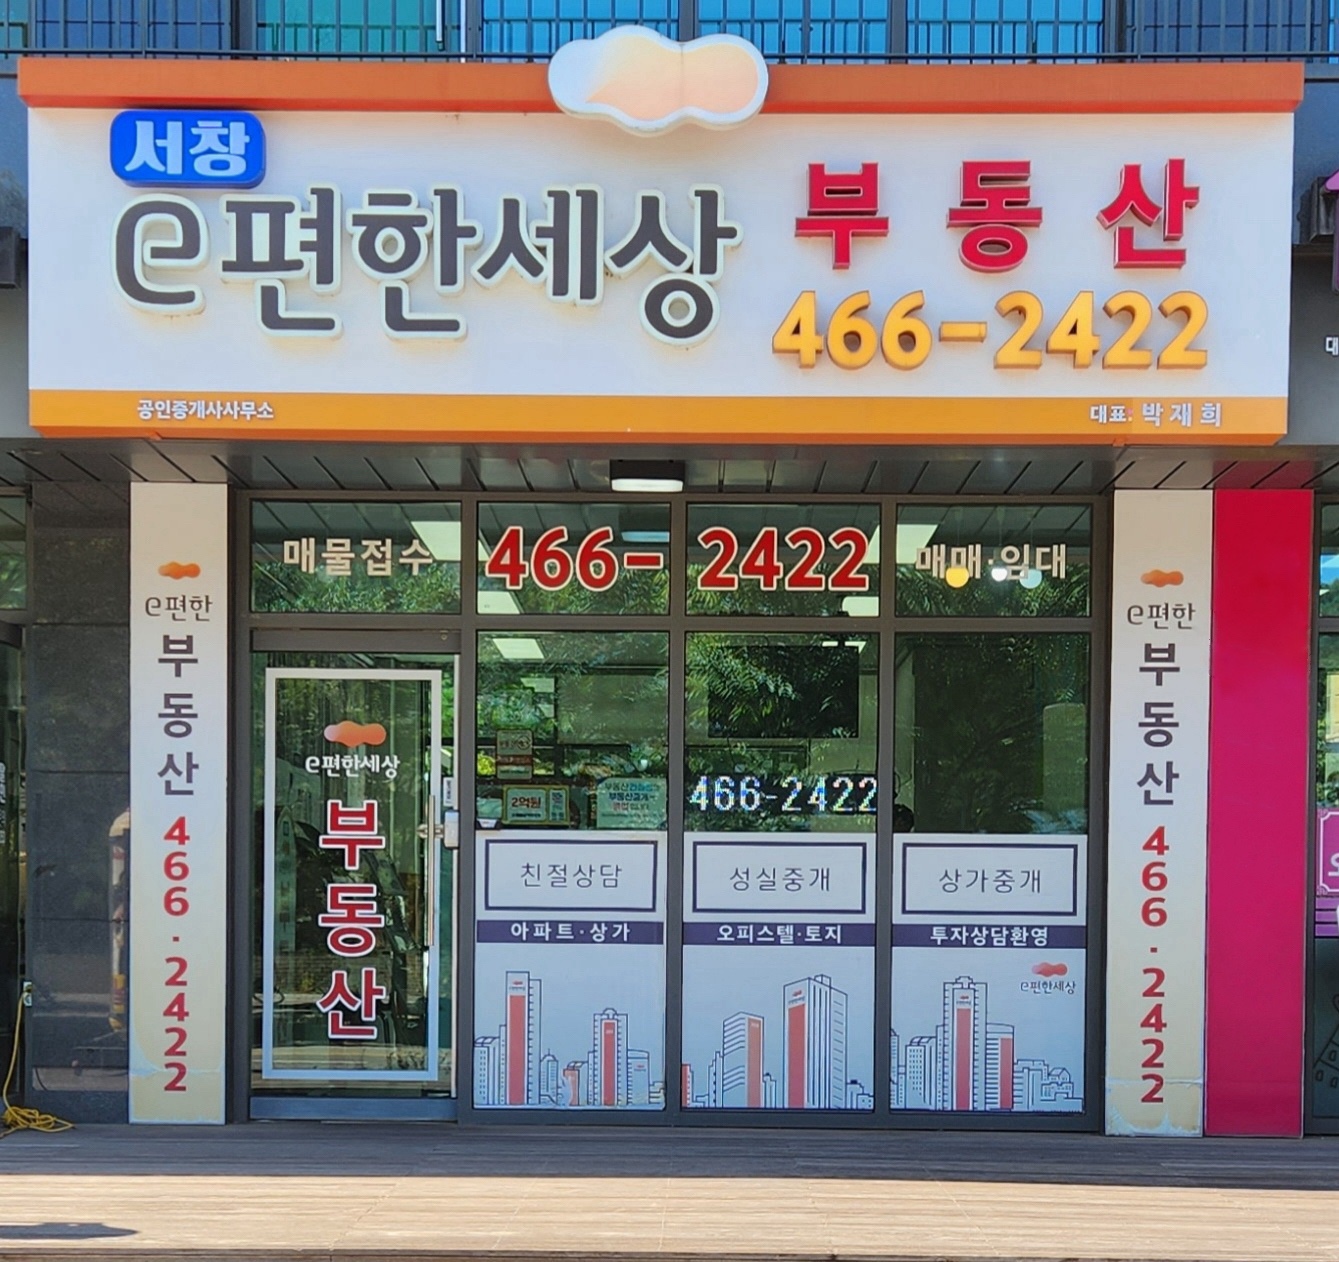 서창
e편한세상
부동산
466-2422
공인중개사사무소
대표. 박재희
매물접수
466-2422
매매·임대
e편한
부동산
466·2422
e편한세상
부동산
2억원
466-2422
친절상담
아파트·상가
성실중개
오피스텔·토지
상가중개
투자상담환영
e편한세상
e편한
부동산
466·2422